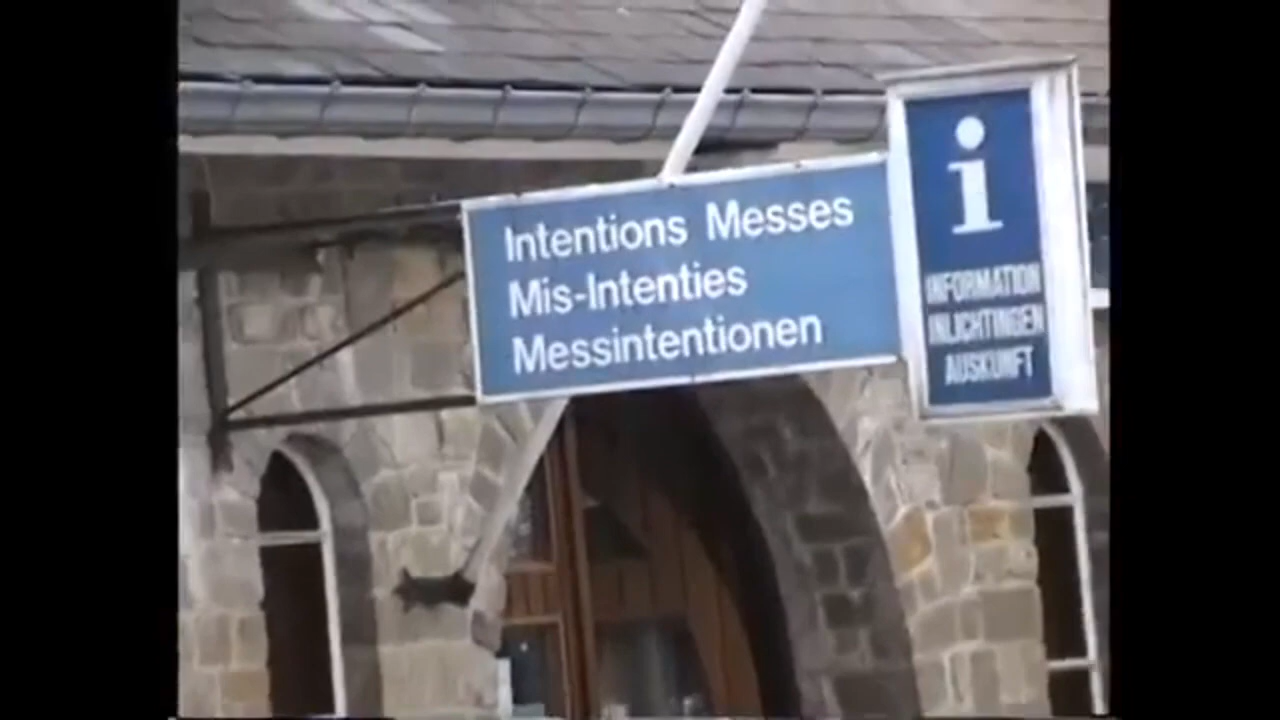 Intentions Messes
Mis-Intenties
Messintentionen
i
INFORMATION
INLICHTINGEN
AUSKUNFT